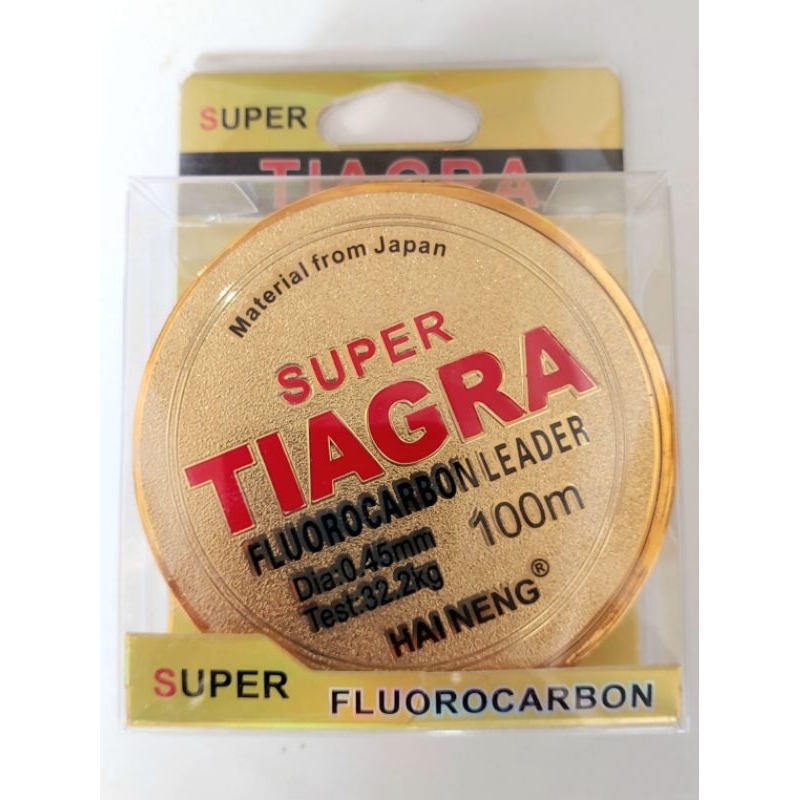 SUPER
TIAGRA
Material from Japan
SUPER
TIAGRA
FLUOROCARBON LEADER
100m
Dia:0.45mm
Test:32.2kg
HAI NENG®
SUPER
FLUOROCARBON